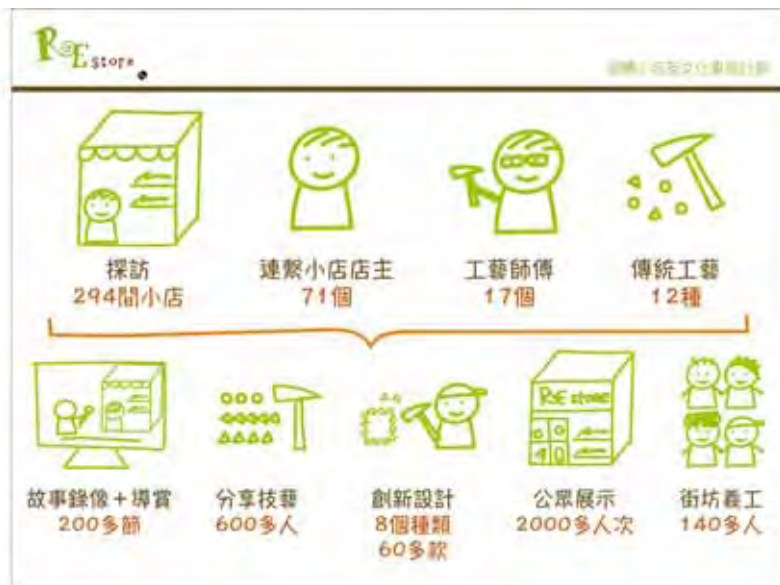 RE store
探訪
294間小店
連繫小店店主
71個
工藝師傅
17個
傳統工藝
12種
RE store
故事錄像+導賞
200多節
分享技藝
600多人
創新設計
8個種類
60多款
公眾展示
2000多人次
街坊義工
140多人